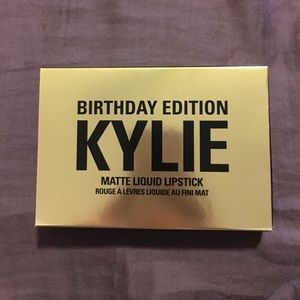 BIRTHDAY EDITION
KYLIE
MATTE LIQUID LIPSTICK
ROUGE À LÈVRES LIQUIDE AU FINI MAT